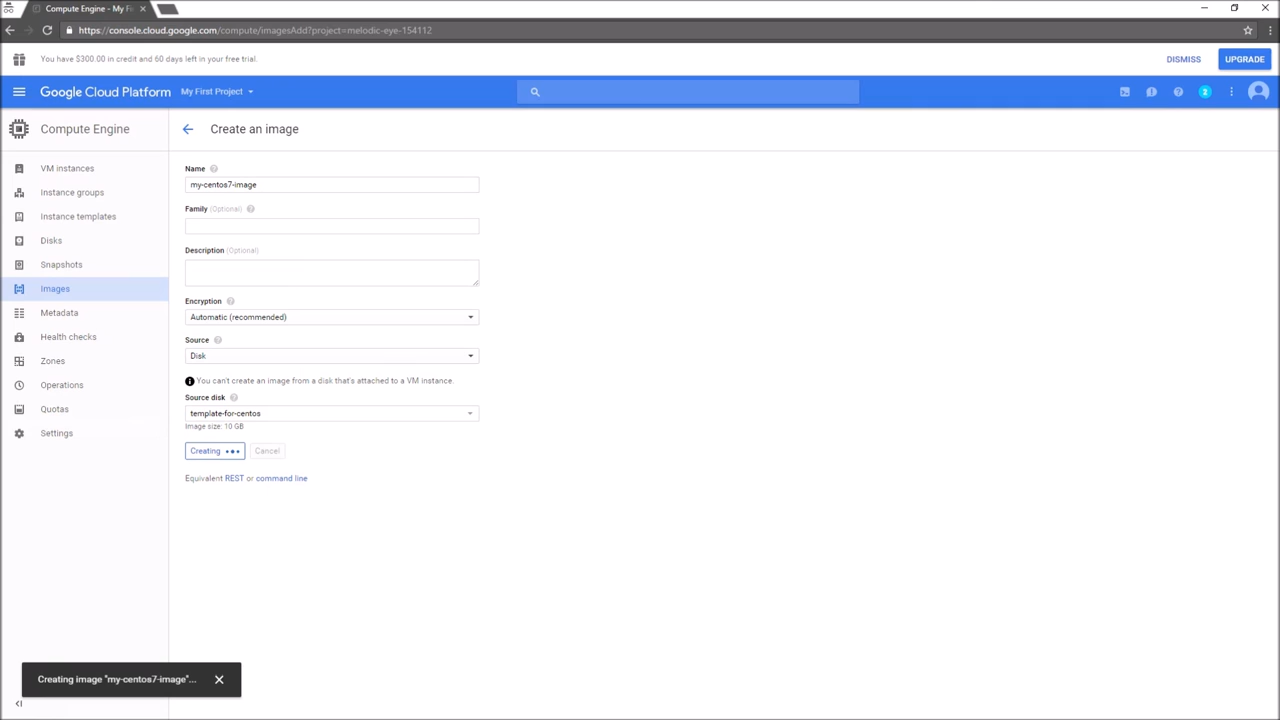 Compute Engine - My Fi
https://console.cloud.google.com/compute/imagesAdd?project=melodic-eye-154112
You have $300.00 in credit and 60 days left in your free trial.
DISMISS
UPGRADE
Google Cloud Platform
My First Project
2
Compute Engine
Create an image
VM instances
Instance groups
Instance templates
Disks
Snapshots
Images
Metadata
Health checks
Zones
Operations
Quotas
Settings
Name
my-centos7-image
Family (Optional)
Description (Optional)
Encryption
Automatic (recommended)
Source
Disk
You can't create an image from a disk that's attached to a VM instance.
Source disk
template-for-centos
Image size: 10 GB
Creating
Cancel
Equivalent REST or command line
Creating image "my-centos7-image"...